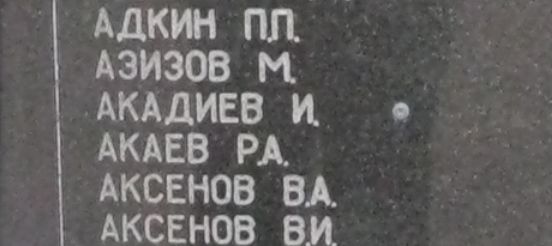 АДКИН П.П.
АЗИЗОВ М.
АКАДИЕВ И.
АКАЕВ Р.А.
АКСЕНОВ В.А.
АКСЕНОВ В.И.